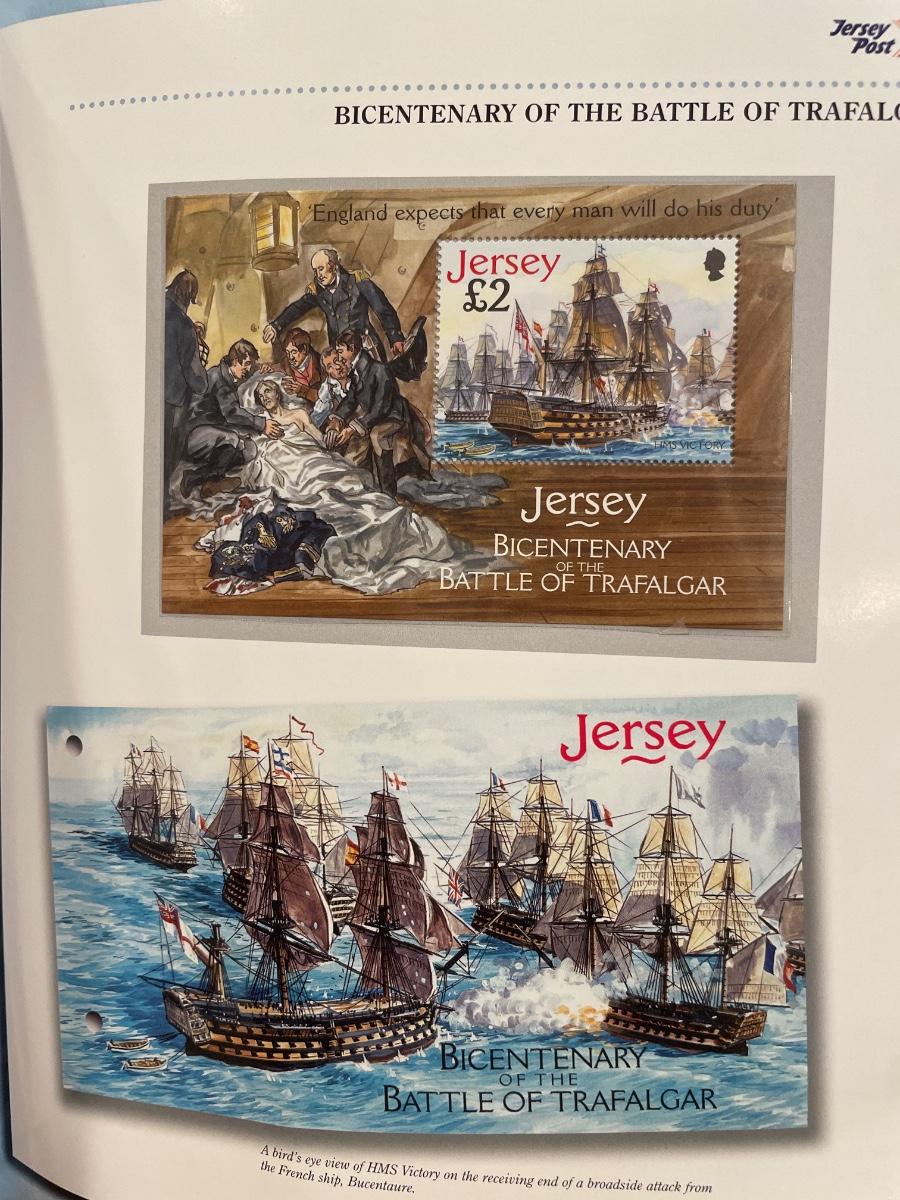 Jersey
Post
BICENTENARY OF THE BATTLE OF
'England expects that every man will do his duty'
Jersey
£2
HMS VICTORY
Jersey
BICENTENARY
OF THE
BATTLE OF TRAFALGAR
Jersey
BICENTENARY
OF THE
BATTLE OF TRAFALGAR
A bird's eye view of HMS Victory on the receiving end of a broadside attack from
the French ship, Bucentaure.